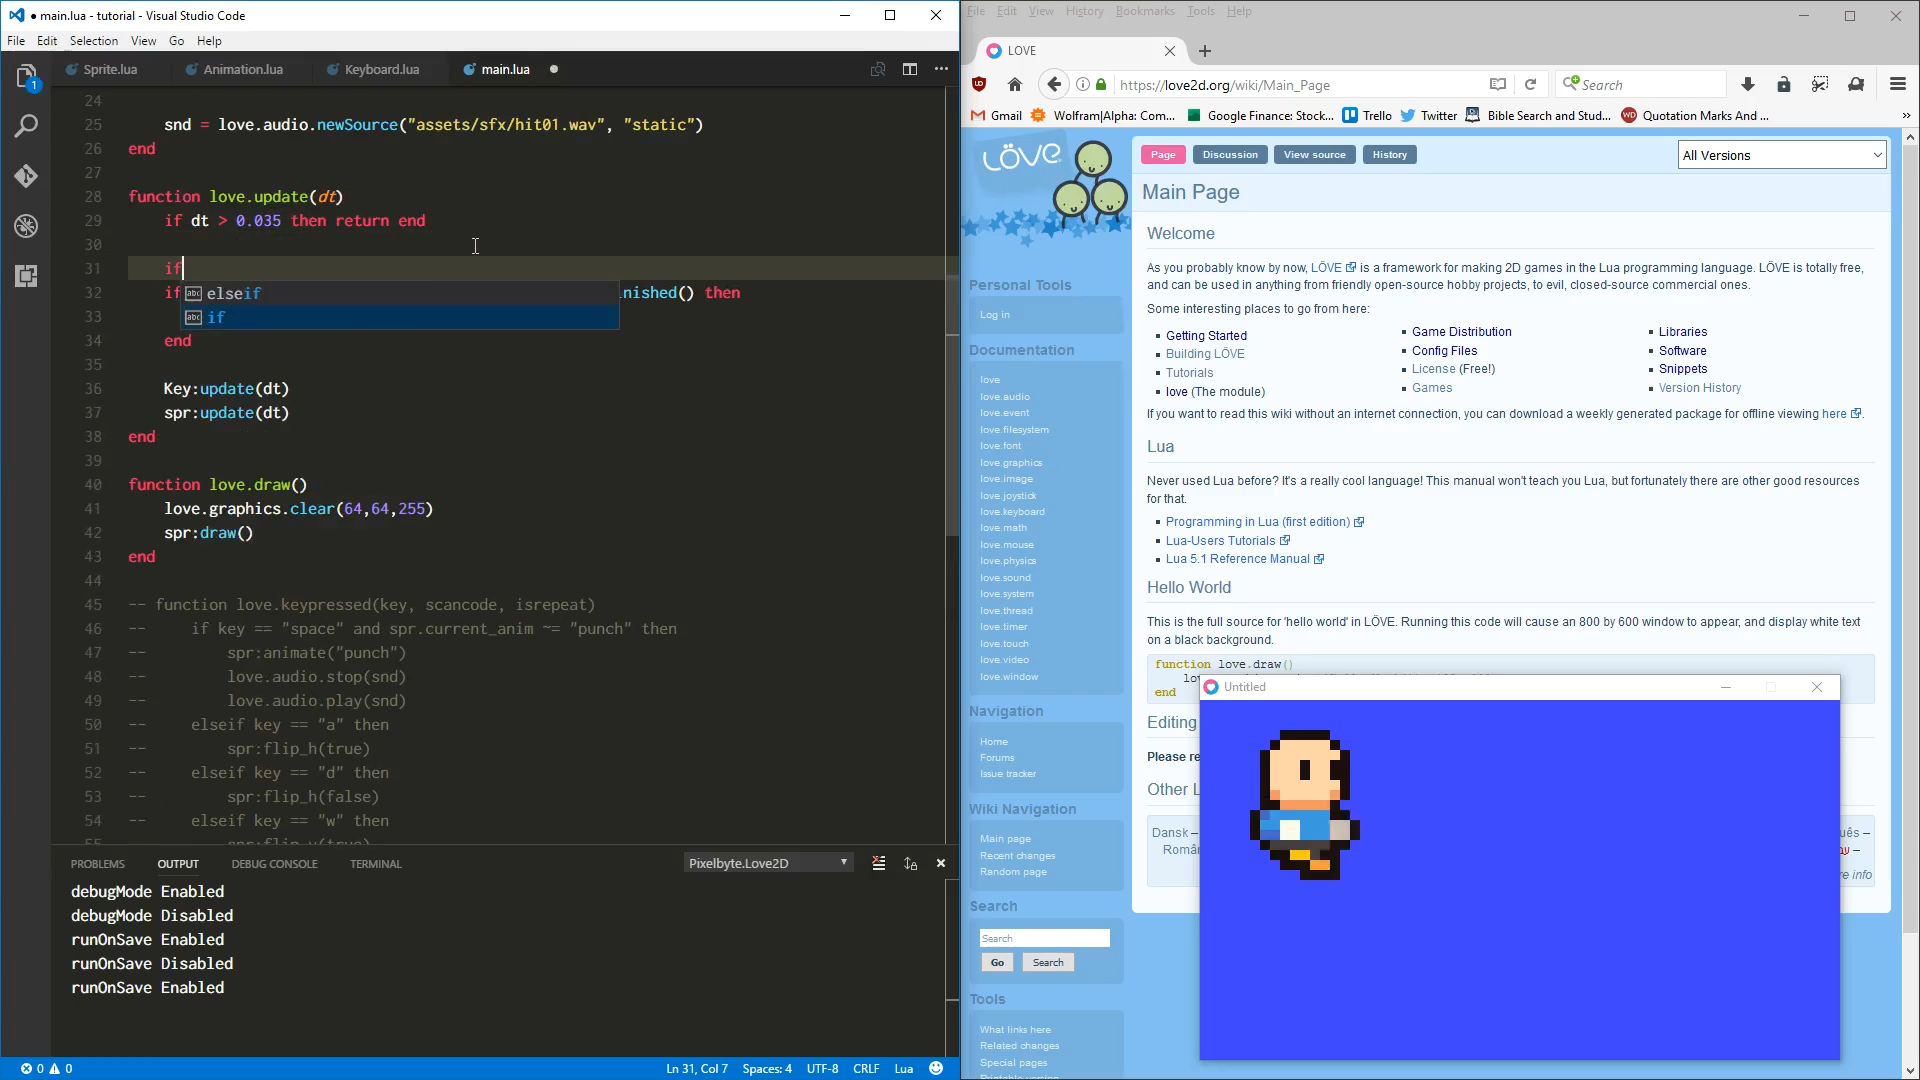 main.lua - tutorial - Visual Studio Code
File Edit Selection View Go Help
Sprite.lua Animation.lua Keyboard.lua main.lua
24
25 snd = love.audio.newSource("assets/sfx/hit01.wav", "static")
26 end
27
28 function love.update(dt)
29 if dt > 0.035 then return end
30
31 if
elseif
32 if nished() then
33 if
34 end
35
36 Key:update(dt)
37 spr:update(dt)
38 end
39
40 function love.draw()
41 love.graphics.clear(64,64,255)
42 spr:draw()
43 end
44
45 -- function love.keypressed(key, scancode, isrepeat)
46 -- if key == "space" and spr.current_anim ~= "punch" then
47 -- spr:animate("punch")
48 -- love.audio.stop(snd)
49 -- love.audio.play(snd)
50 -- elseif key == "a" then
51 -- spr:flip_h(true)
52 -- elseif key == "d" then
53 -- spr:flip_h(false)
54 -- elseif key == "w" then
PROBLEMS OUTPUT DEBUG CONSOLE TERMINAL Pixelbyte.Love2D
debugMode Enabled
debugMode Disabled
runOnSave Enabled
runOnSave Disabled
runOnSave Enabled
0 0 Ln 31, Col 7 Spaces: 4 UTF-8 CRLF Lua
File Edit View History Bookmarks Tools Help
LOVE
https://love2d.org/wiki/Main_Page Search
Gmail Wolfram|Alpha: Com... Google Finance: Stock... Trello Twitter Bible Search and Stud... Quotation Marks And ...
LÖVE
Page Discussion View source History All Versions
Main Page
Welcome
As you probably know by now, LÖVE is a framework for making 2D games in the Lua programming language. LÖVE is totally free,
and can be used in anything from friendly open-source hobby projects, to evil, closed-source commercial ones.
Some interesting places to go from here:
Getting Started Game Distribution Libraries
Building LÖVE Config Files Software
Tutorials License (Free!) Snippets
love (The module) Games Version History
If you want to read this wiki without an internet connection, you can download a weekly generated package for offline viewing here.
Lua
Never used Lua before? It's a really cool language! This manual won't teach you Lua, but fortunately there are other good resources
for that.
Programming in Lua (first edition)
Lua-Users Tutorials
Lua 5.1 Reference Manual
Hello World
This is the full source for 'hello world' in LÖVE. Running this code will cause an 800 by 600 window to appear, and display white text
on a black background.
function love.draw()
lov
end
Editing
Please re
Other L
Dansk –
Român
uês –
re info
Personal Tools
Log in
Documentation
love
love.audio
love.event
love.filesystem
love.font
love.graphics
love.image
love.joystick
love.keyboard
love.math
love.mouse
love.physics
love.sound
love.system
love.thread
love.timer
love.touch
love.video
love.window
Navigation
Home
Forums
Issue tracker
Wiki Navigation
Main page
Recent changes
Random page
Search
Search
Go Search
Tools
What links here
Related changes
Special pages
Untitled